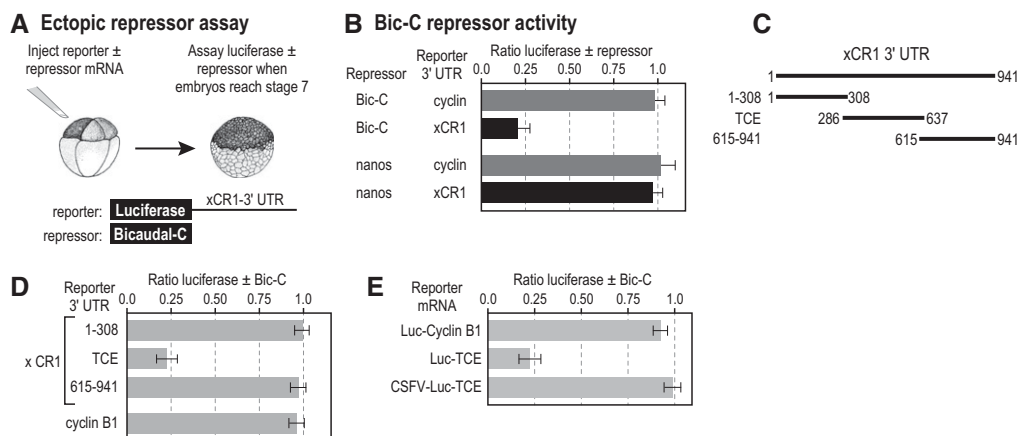 A Ectopic repressor assay
Inject reporter ±
repressor mRNA
Assay luciferase ±
repressor when
embryos reach stage 7
xCR1-3' UTR
reporter: Luciferase
repressor: Bicaudal-C
B Bic-C repressor activity
Ratio luciferase ± repressor
Repressor
Reporter
3' UTR
0.0 0.25 0.50 0.75 1.0
Bic-C cyclin
Bic-C xCR1
nanos cyclin
nanos xCR1
C
xCR1 3' UTR
1 941
1-308 1 308
TCE 286 637
615-941 615 941
D
Reporter
3' UTR
Ratio luciferase ± Bic-C
0.0 0.25 0.50 0.75 1.0
x CR1
1-308
TCE
615-941
cyclin B1
E
Reporter
mRNA
Ratio luciferase ± Bic-C
0.0 0.25 0.50 0.75 1.0
Luc-Cyclin B1
Luc-TCE
CSFV-Luc-TCE